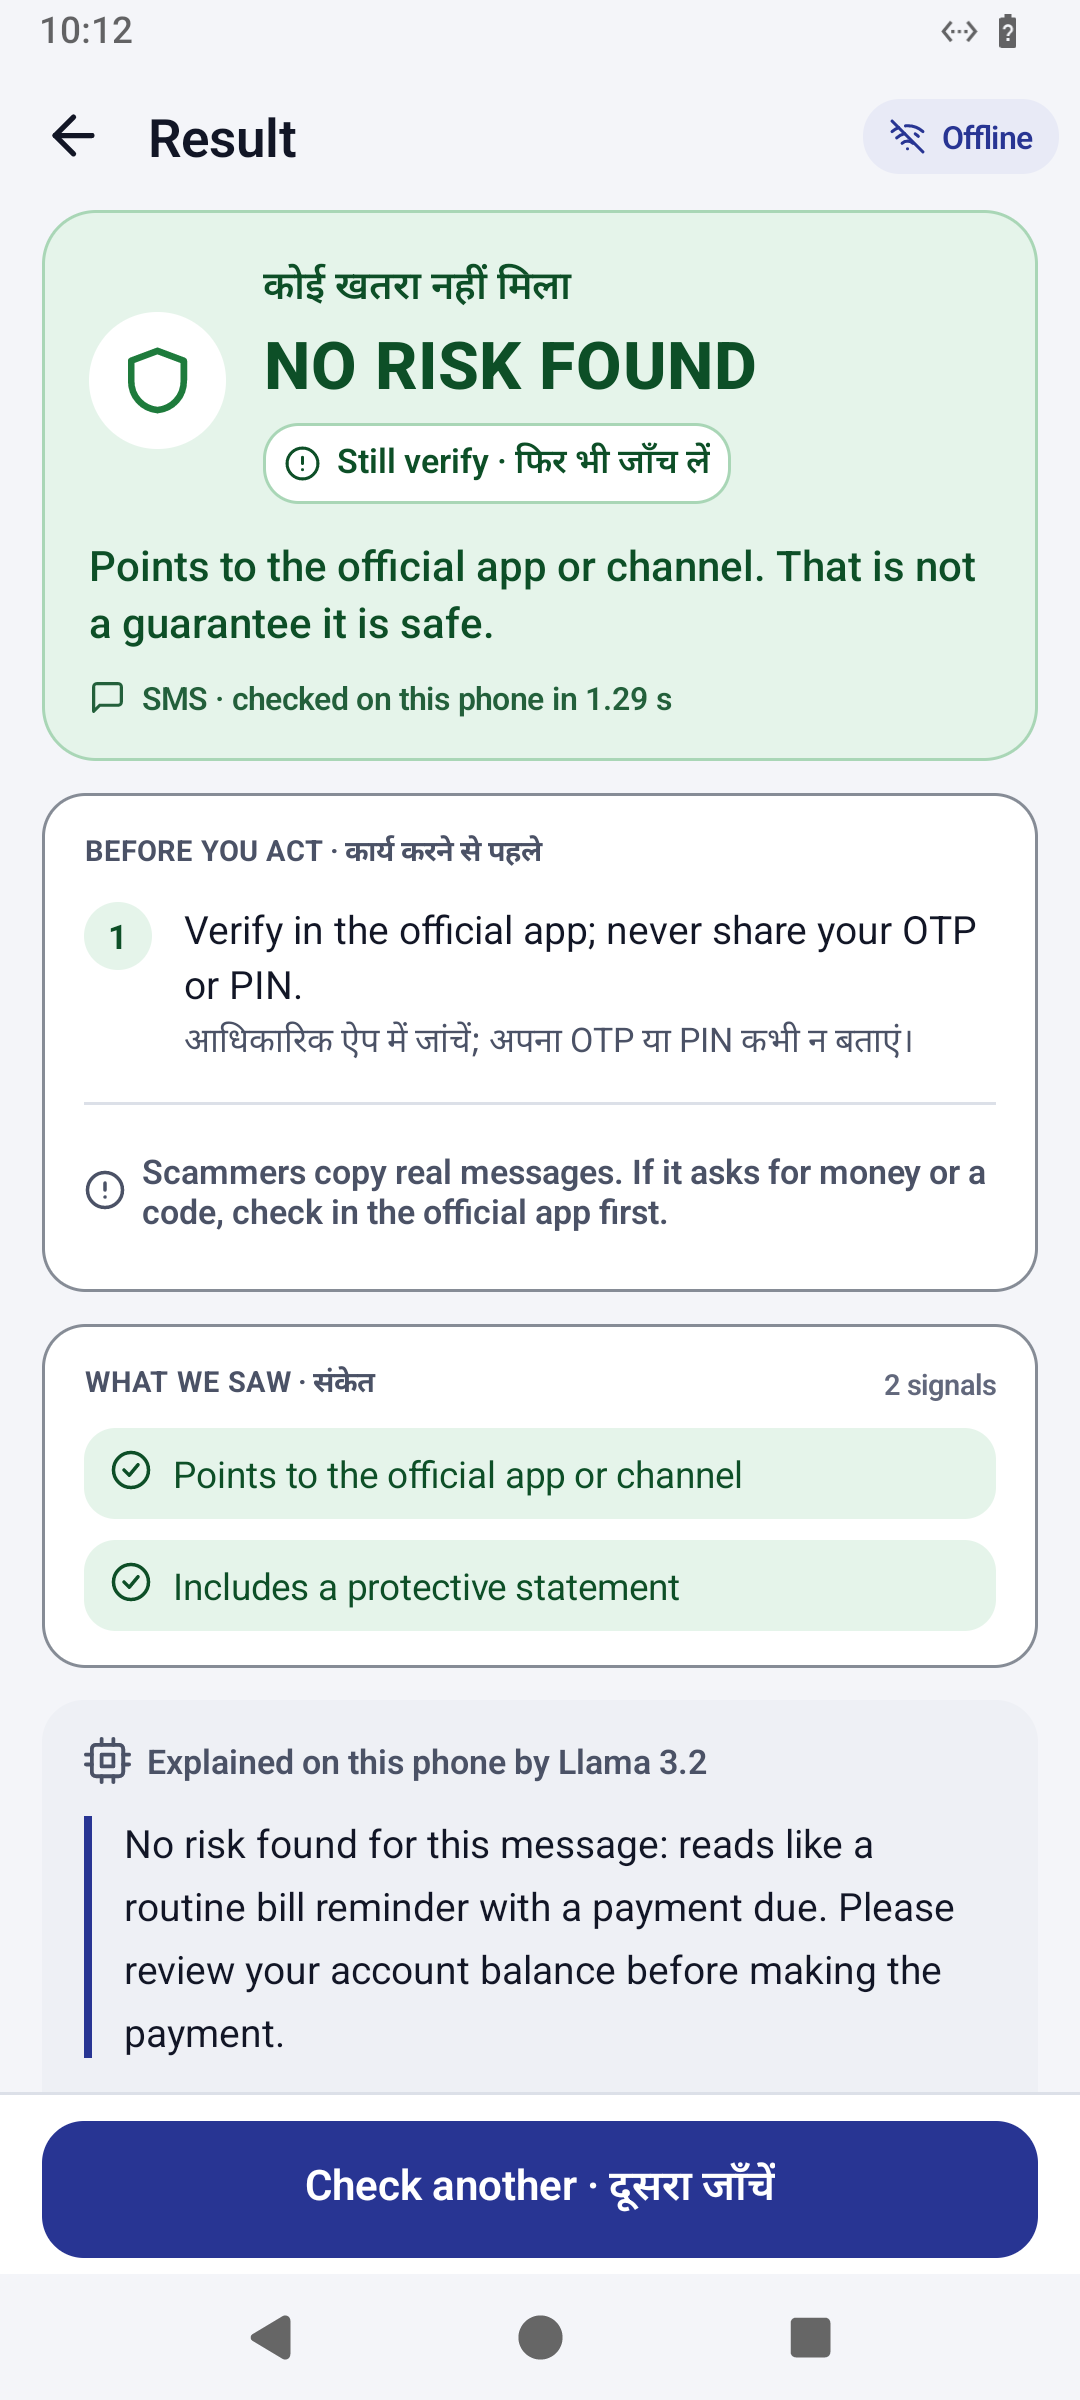 10:12
Result
Offline
कोई खतरा नहीं मिला
NO RISK FOUND
Still verify · फिर भी जाँच लें
Points to the official app or channel. That is not
a guarantee it is safe.
SMS · checked on this phone in 1.29 s
BEFORE YOU ACT · कार्य करने से पहले
1
Verify in the official app; never share your OTP
or PIN.
आधिकारिक ऐप में जांचें; अपना OTP या PIN कभी न बताएं।
Scammers copy real messages. If it asks for money or a
code, check in the official app first.
WHAT WE SAW · संकेत
2 signals
Points to the official app or channel
Includes a protective statement
Explained on this phone by Llama 3.2
No risk found for this message: reads like a
routine bill reminder with a payment due. Please
review your account balance before making the
payment.
Check another · दूसरा जाँचें